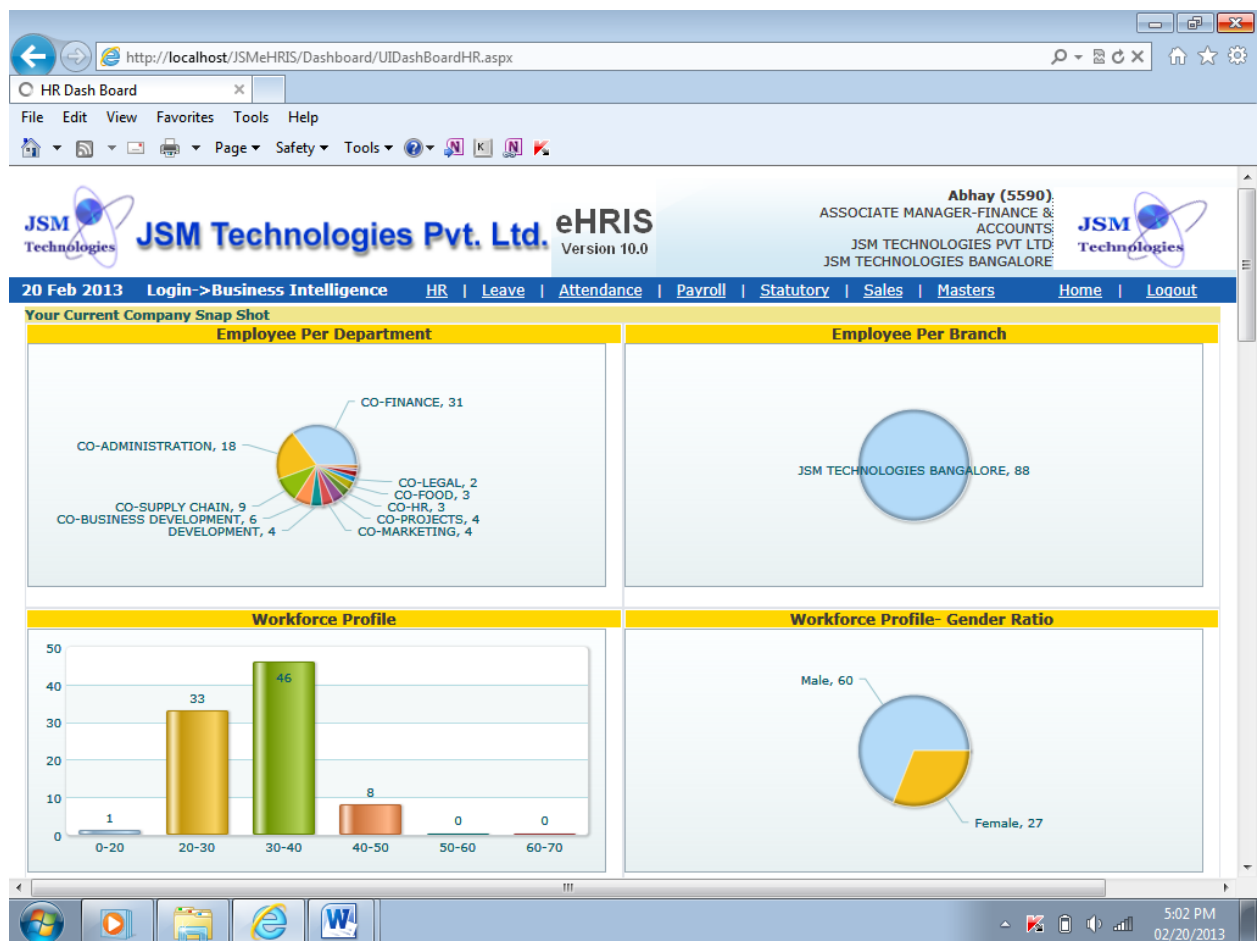 http://localhost/JSMeHRIS/Dashboard/UIDashBoardHR.aspx
HR Dash Board
File Edit View Favorites Tools Help
Page Safety Tools
JSM Technologies
JSM Technologies Pvt. Ltd.
eHRIS
Version 10.0
Abhay (5590)
ASSOCIATE MANAGER-FINANCE &
ACCOUNTS
JSM TECHNOLOGIES PVT LTD
JSM TECHNOLOGIES BANGALORE
JSM
Technologies
20 Feb 2013 Login->Business Intelligence HR | Leave | Attendance | Payroll | Statutory | Sales | Masters Home | Logout
Your Current Company Snap Shot
Employee Per Department
CO-FINANCE, 31
CO-ADMINISTRATION, 18
CO-LEGAL, 2
CO-FOOD, 3
CO-SUPPLY CHAIN, 9
CO-HR, 3
CO-BUSINESS DEVELOPMENT, 6
CO-PROJECTS, 4
DEVELOPMENT, 4
CO-MARKETING, 4
Employee Per Branch
JSM TECHNOLOGIES BANGALORE, 88
Workforce Profile
50
40
30
20
10
0
1
33
46
8
0
0
0-20 20-30 30-40 40-50 50-60 60-70
Workforce Profile- Gender Ratio
Male, 60
Female, 27
5:02 PM
02/20/2013